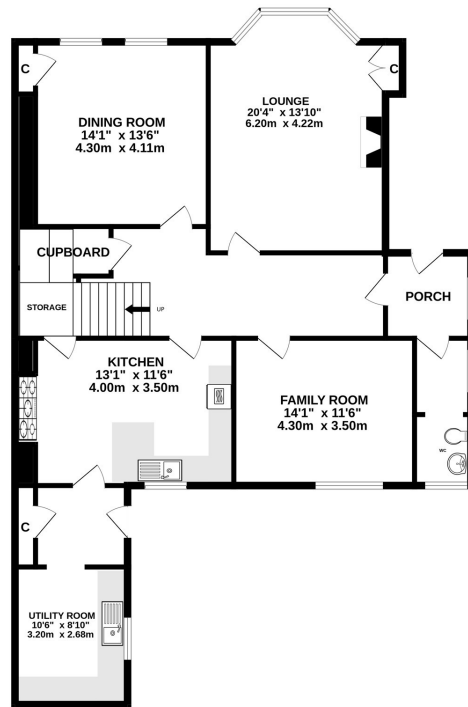 C
C
LOUNGE
20'4" x 13'10"
6.20m x 4.22m
DINING ROOM
14'1" x 13'6"
4.30m x 4.11m
CUPBOARD
PORCH
STORAGE
UP
KITCHEN
13'1" x 11'6"
4.00m x 3.50m
FAMILY ROOM
14'1" x 11'6"
4.30m x 3.50m
WC
C
UTILITY ROOM
10'6" x 8'10"
3.20m x 2.68m